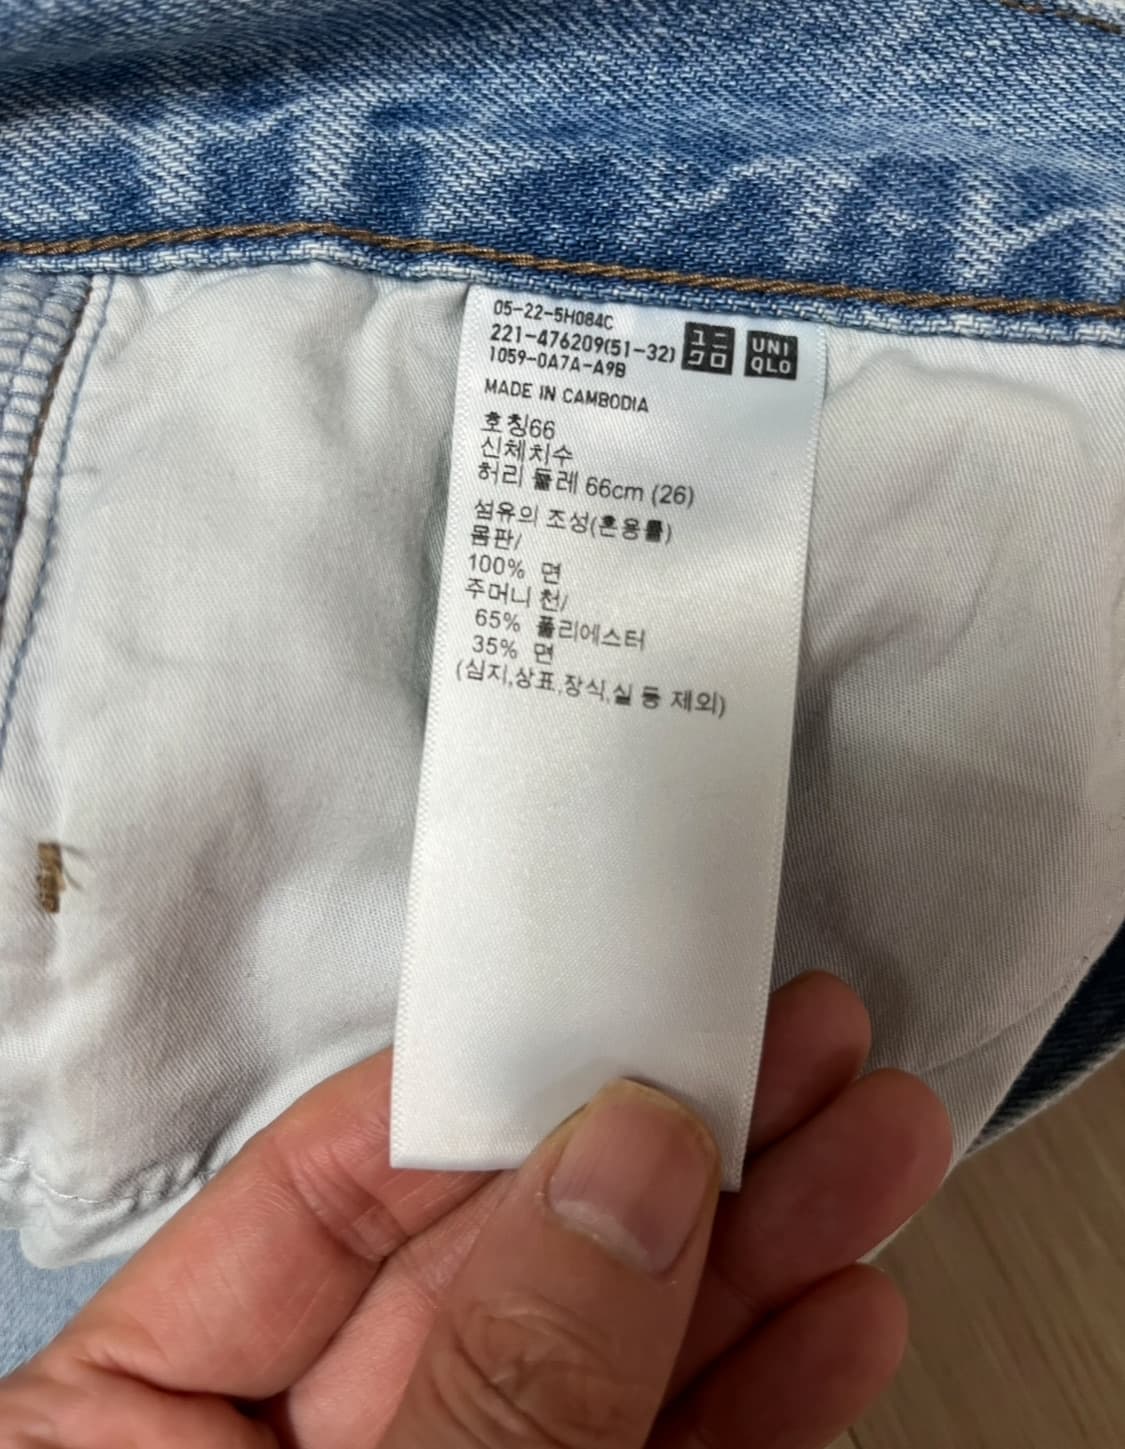 05-22-5H084C
221-476209(51-32)
1059-0A7A-A9B
ユニ
クロ
UNI
QLO
MADE IN CAMBODIA
호칭66
신체치수
허리 둘레 66cm (26)
섬유의 조성(혼용률)
몸판/
100% 면
주머니 천/
65% 폴리에스터
35% 면
(심지,상표,장식,실 등 제외)